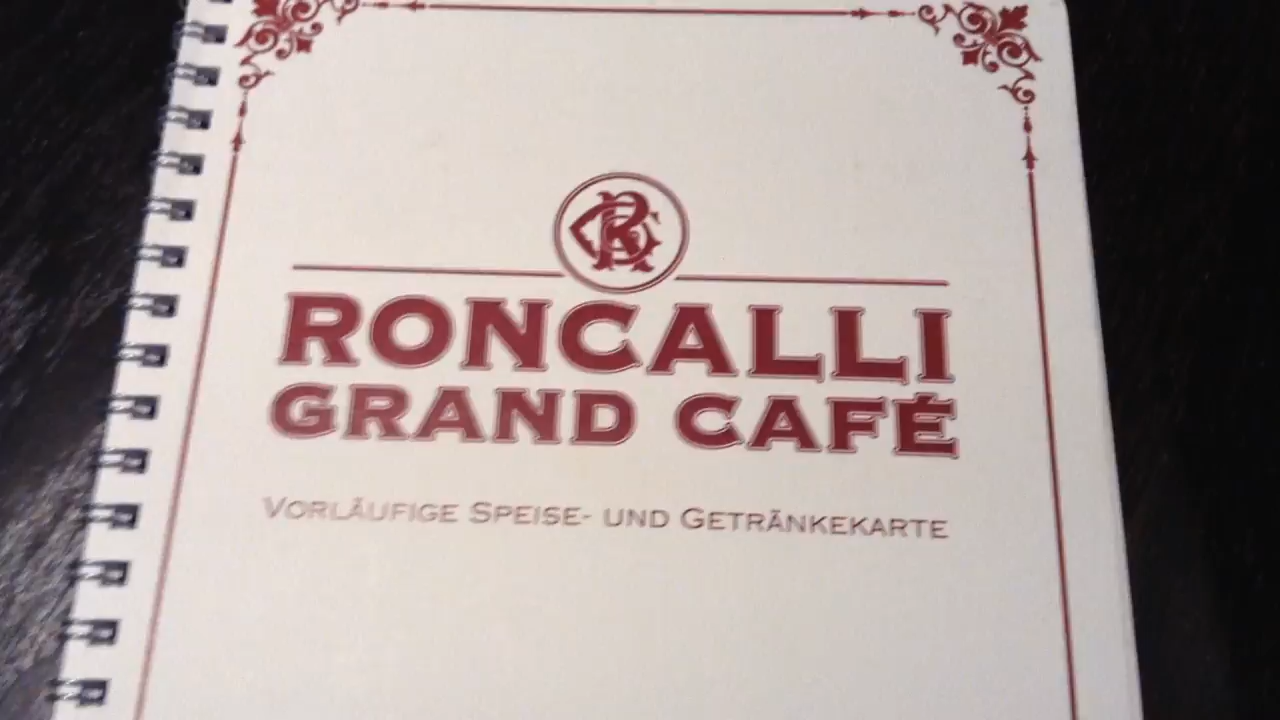 RONCALLI
GRAND CAFÉ
VORLÄUFIGE SPEISE- UND GETRÄNKEKARTE